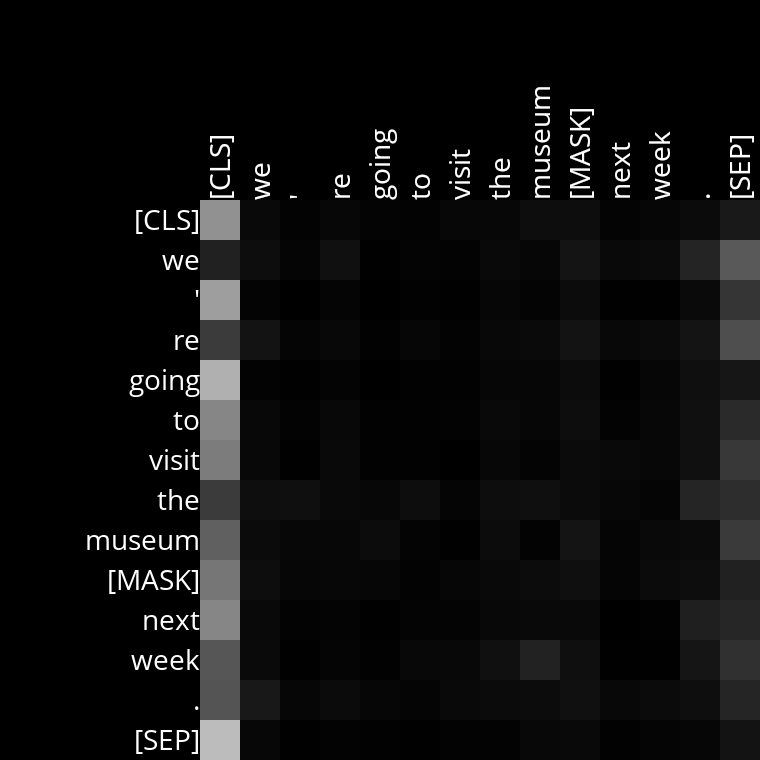 [CLS] we ' re going to visit the museum [MASK] next week . [SEP]
[CLS]
we
'
re
going
to
visit
the
museum
[MASK]
next
week
.
[SEP]